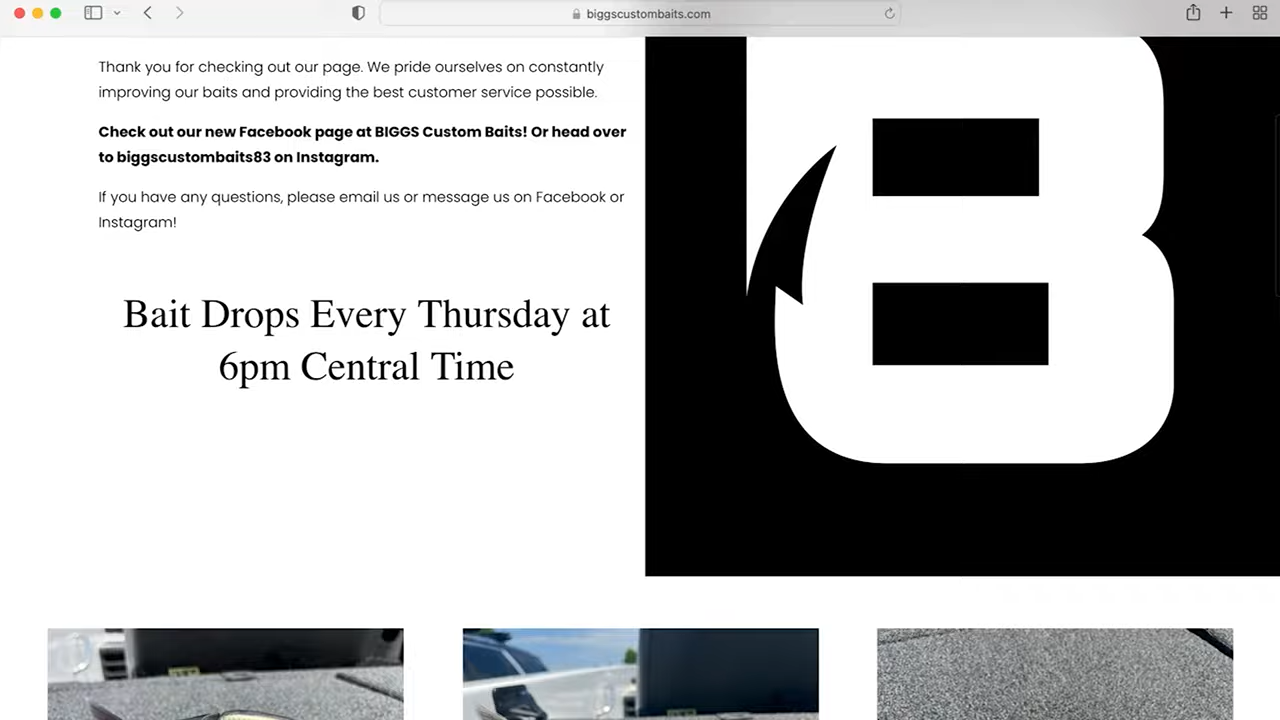 biggscustombaits.com
Thank you for checking out our page. We pride ourselves on constantly
improving our baits and providing the best customer service possible.
Check out our new Facebook page at BIGGS Custom Baits! Or head over
to biggscustombaits83 on Instagram.
If you have any questions, please email us or message us on Facebook or
Instagram!
Bait Drops Every Thursday at
6pm Central Time
B